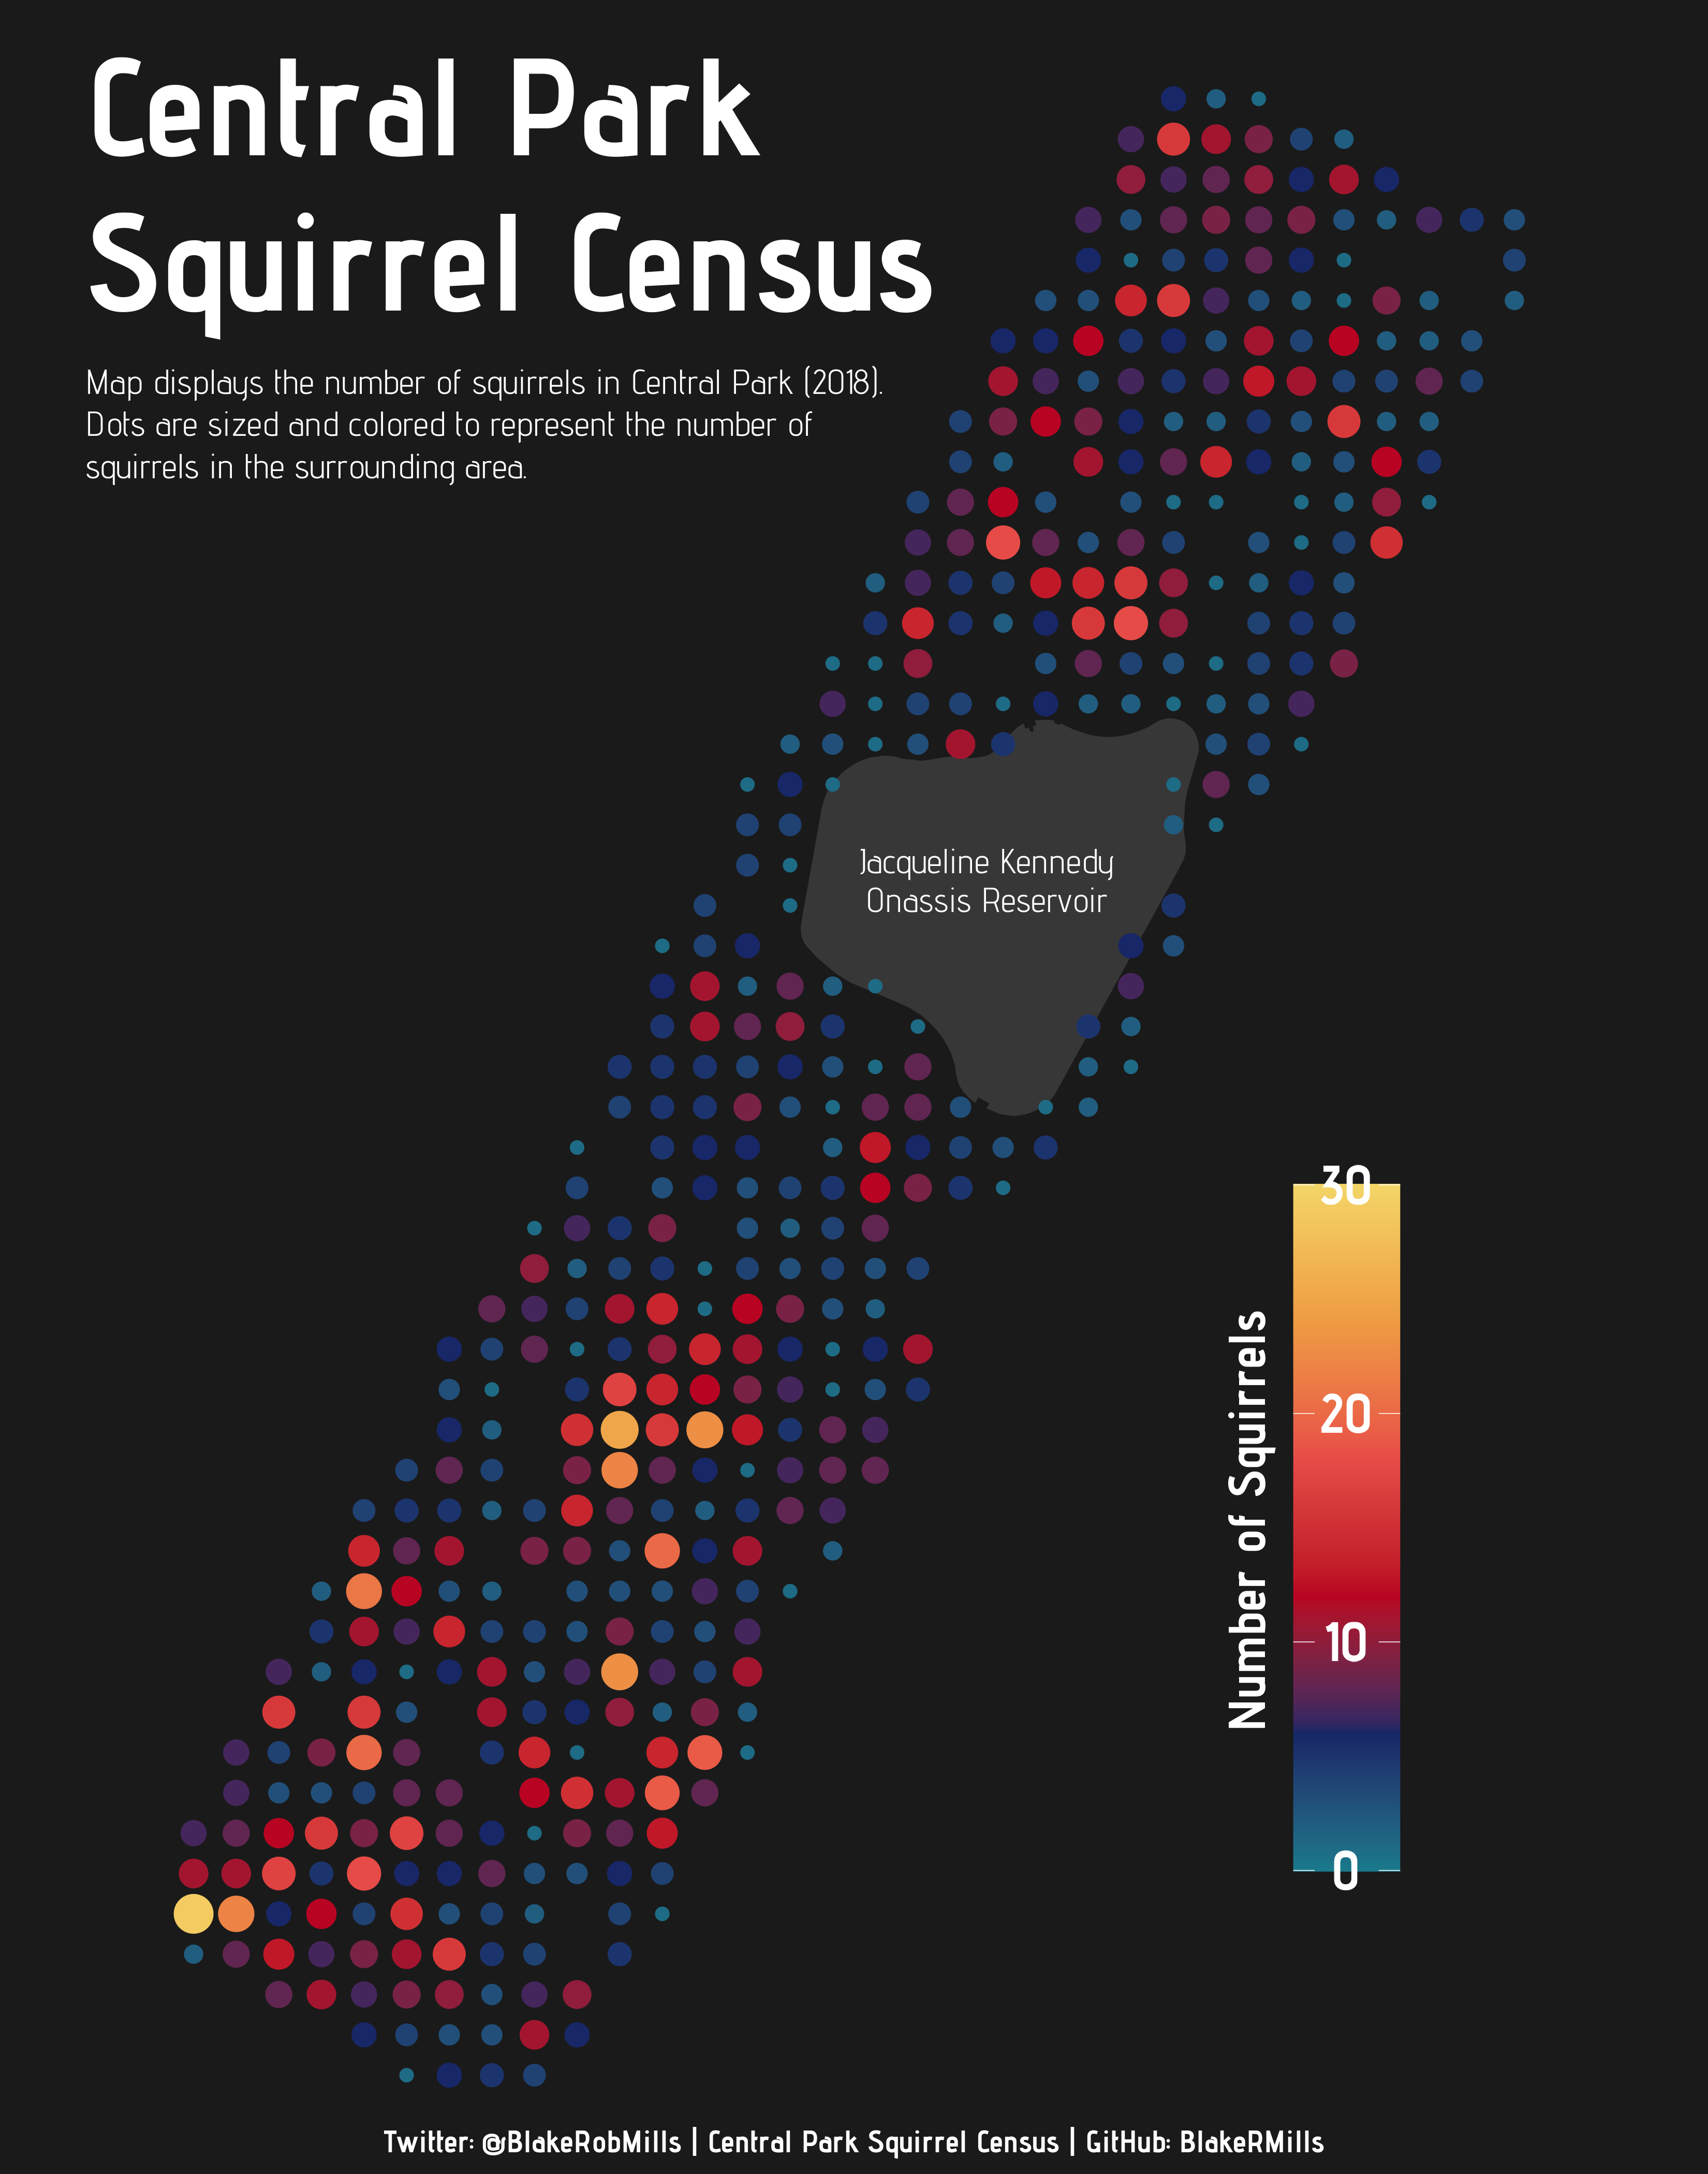 Central Park
Squirrel Census
Map displays the number of squirrels in Central Park (2018).
Dots are sized and colored to represent the number of
squirrels in the surrounding area.
Jacqueline Kennedy
Onassis Reservoir
Number of Squirrels
30
20
10
0
Twitter: @BlakeRobMills | Central Park Squirrel Census | GitHub: BlakeRMills